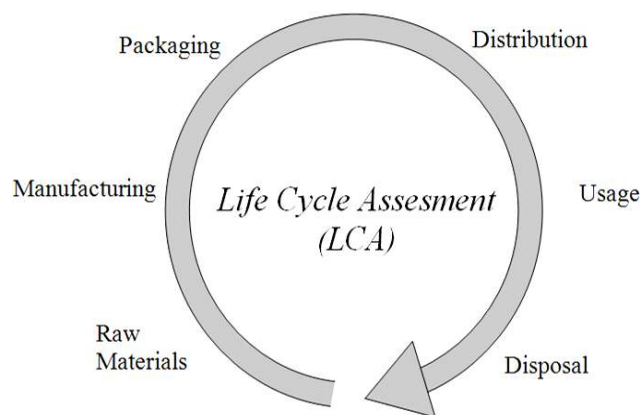 Packaging
Distribution
Manufacturing
Life Cycle Assesment
(LCA)
Usage
Raw
Materials
Disposal